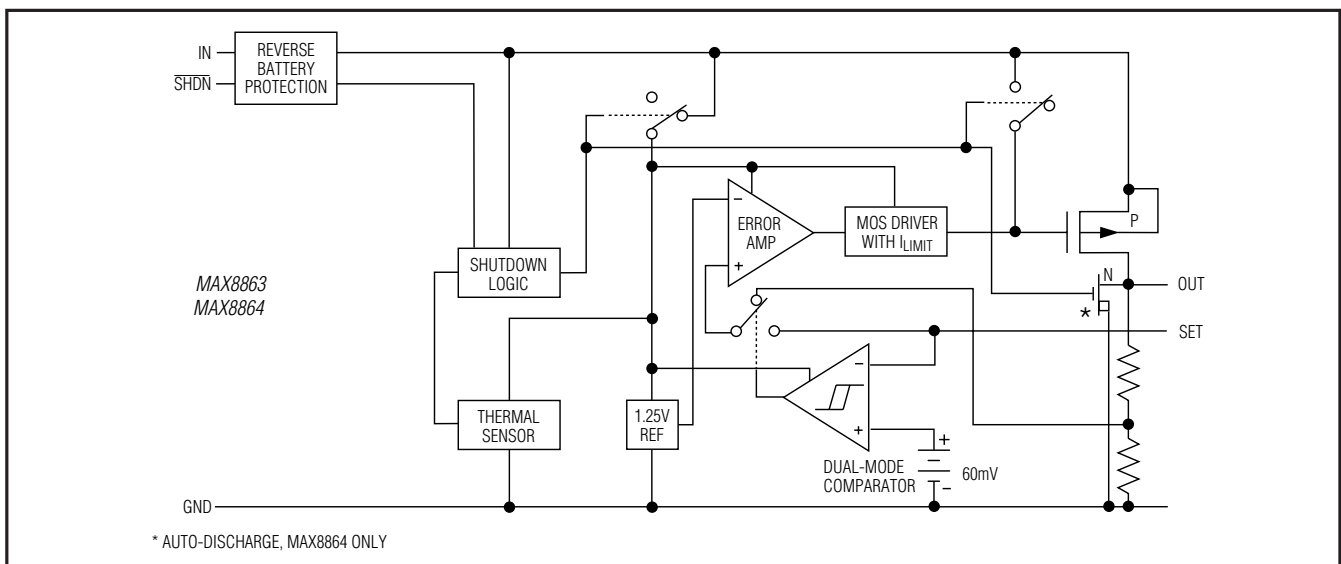 IN
SHDN
REVERSE
BATTERY
PROTECTION
P
ERROR
AMP
−
+
MOS DRIVER
WITH ILIMIT
SHUTDOWN
LOGIC
MAX8863
MAX8864
N
OUT
*
SET
THERMAL
SENSOR
1.25V
REF
−
+
DUAL-MODE
COMPARATOR
+
60mV
−
GND
* AUTO-DISCHARGE, MAX8864 ONLY